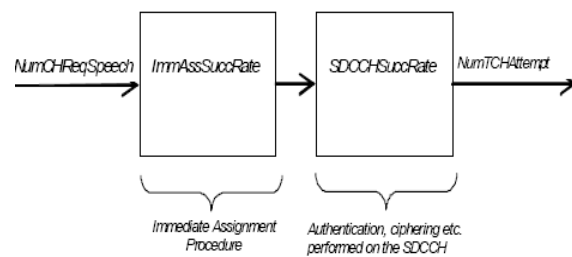 NumCHReqSpeech
ImmAssSuccRate
SDCCHSuccRate
NumTCHAttempt
Immediate Assignment
Procedure
Authentication, ciphering etc.
performed on the SDCCH